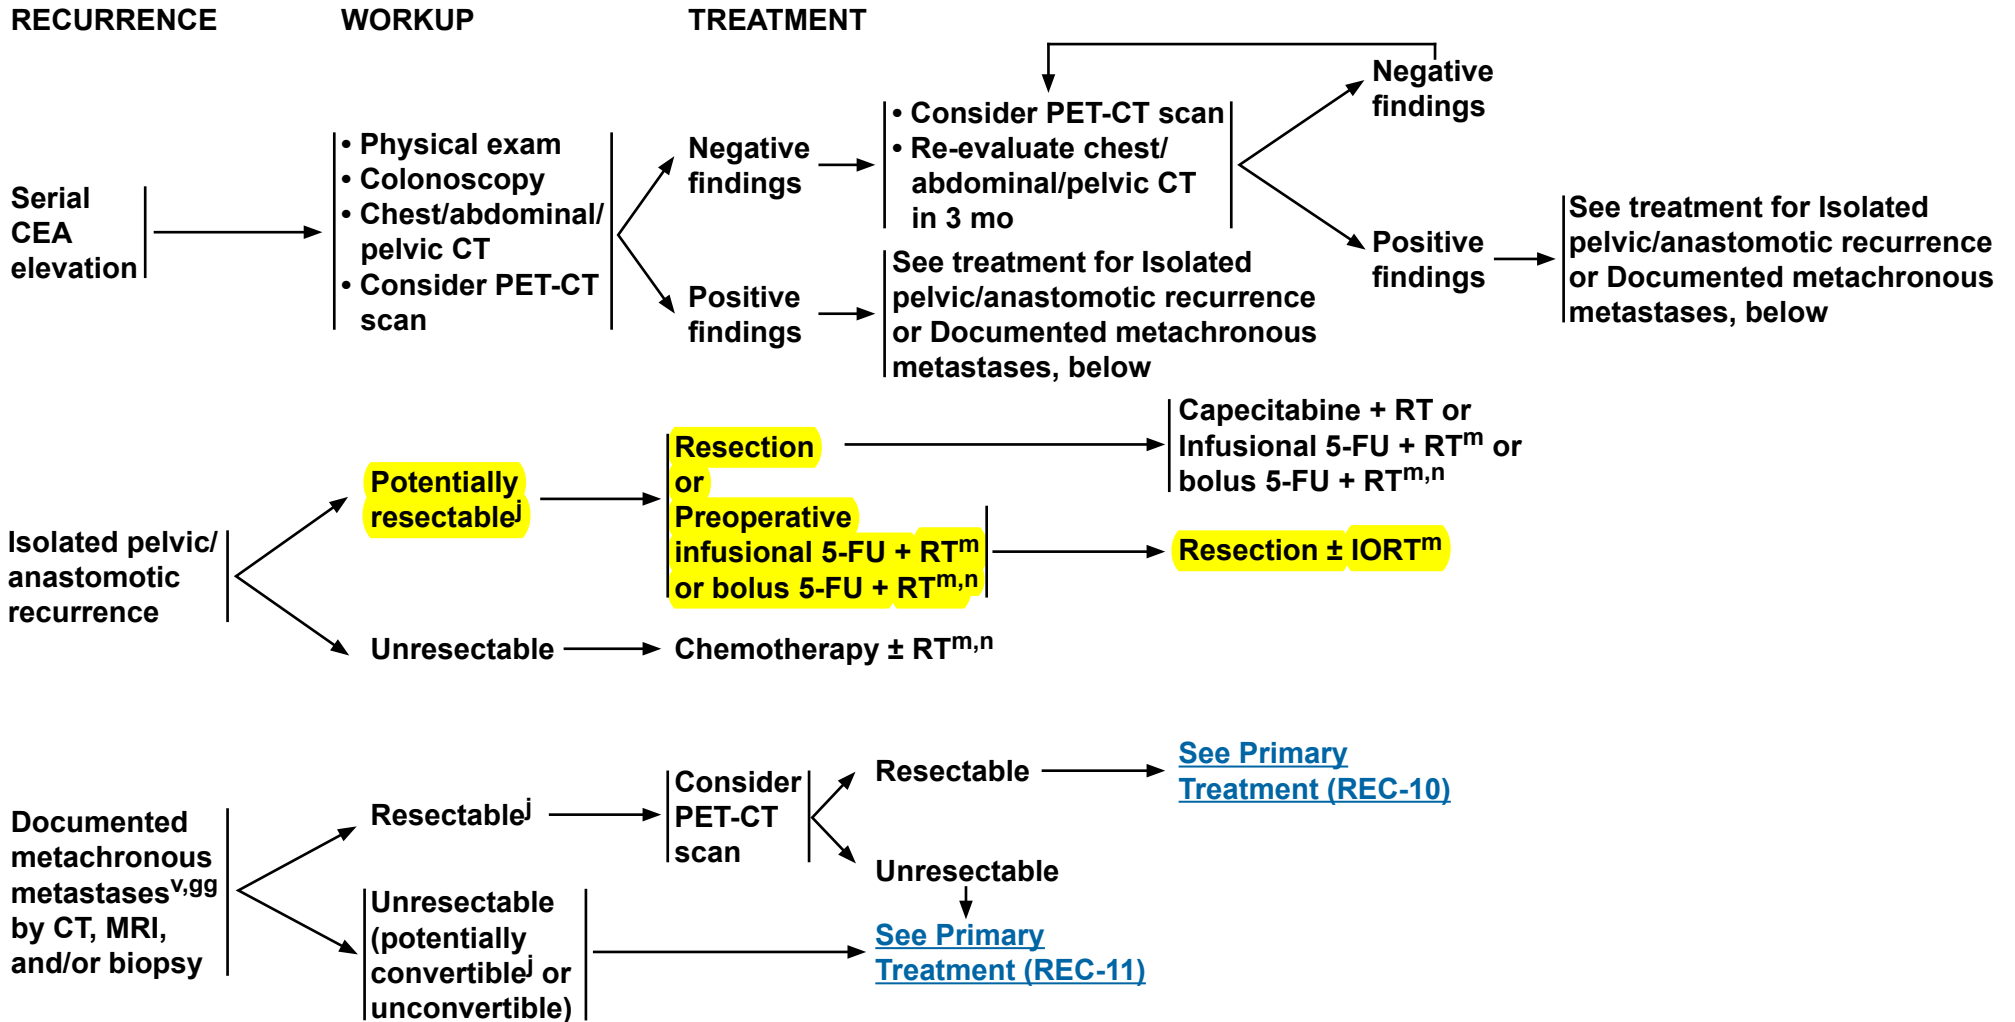 RECURRENCE
WORKUP
TREATMENT
Serial
CEA
elevation
• Physical exam
• Colonoscopy
• Chest/abdominal/
pelvic CT
• Consider PET-CT
scan
Negative
findings
• Consider PET-CT scan
• Re-evaluate chest/
abdominal/pelvic CT
in 3 mo
Negative
findings
Positive
findings
See treatment for Isolated
pelvic/anastomotic recurrence
or Documented metachronous
metastases, below
Positive
findings
See treatment for Isolated
pelvic/anastomotic recurrence
or Documented metachronous
metastases, below
Isolated pelvic/
anastomotic
recurrence
Potentially
resectablej
Resection
or
Preoperative
infusional 5-FU + RTm
or bolus 5-FU + RTm,n
Capecitabine + RT or
Infusional 5-FU + RTm or
bolus 5-FU + RTm,n
Resection ± IORTm
Unresectable
Chemotherapy ± RTm,n
Documented
metachronous
metastasesv,gg
by CT, MRI,
and/or biopsy
Resectablej
Consider
PET-CT
scan
Resectable
See Primary
Treatment (REC-10)
Unresectable
Unresectable
(potentially
convertiblej or
unconvertible)
See Primary
Treatment (REC-11)